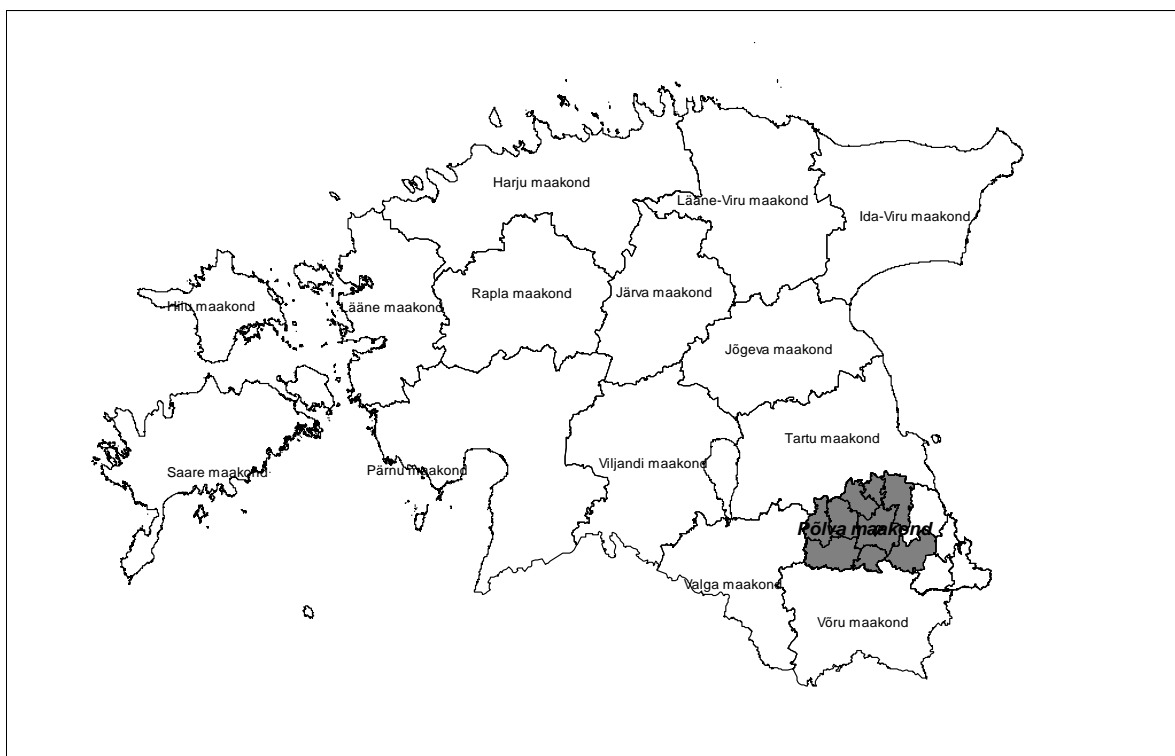 Harju maakond
Lääne-Viru maakond
Ida-Viru maakond
Hiiu maakond
Lääne maakond
Rapla maakond
Järva maakond
Jõgeva maakond
Saare maakond
Pärnu maakond
Viljandi maakond
Tartu maakond
Põlva maakond
Valga maakond
Võru maakond